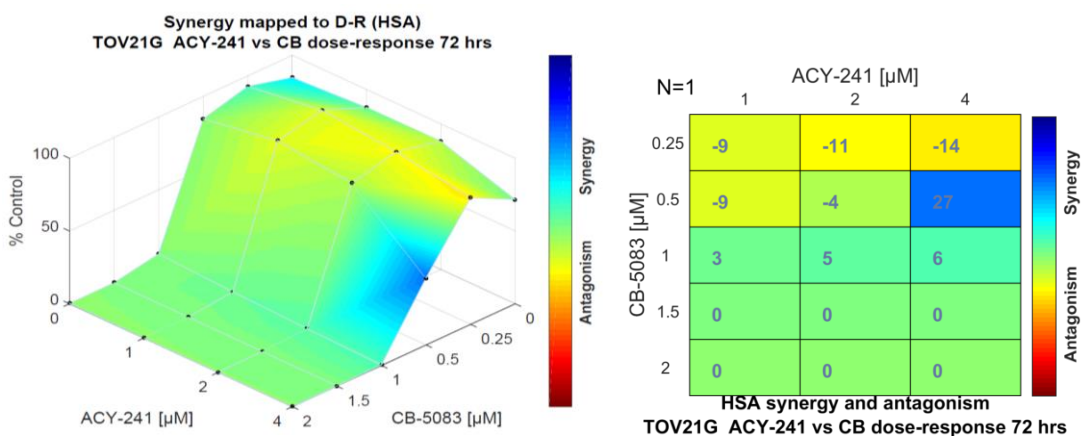 Synergy mapped to D-R (HSA)
TOV21G ACY-241 vs CB dose-response 72 hrs
100
50
0
% Control
0
1
2
4
ACY-241 [µM]
2
1.5
1
0.5
0.25
0
CB-5083 [µM]
Synergy
Antagonism
N=1
ACY-241 [µM]
1 2 4
CB-5083 [µM]
0.25 -9 -11 -14
0.5 -9 -4 27
1 3 5 6
1.5 0 0 0
2 0 0 0
Synergy
Antagonism
HSA synergy and antagonism
TOV21G ACY-241 vs CB dose-response 72 hrs